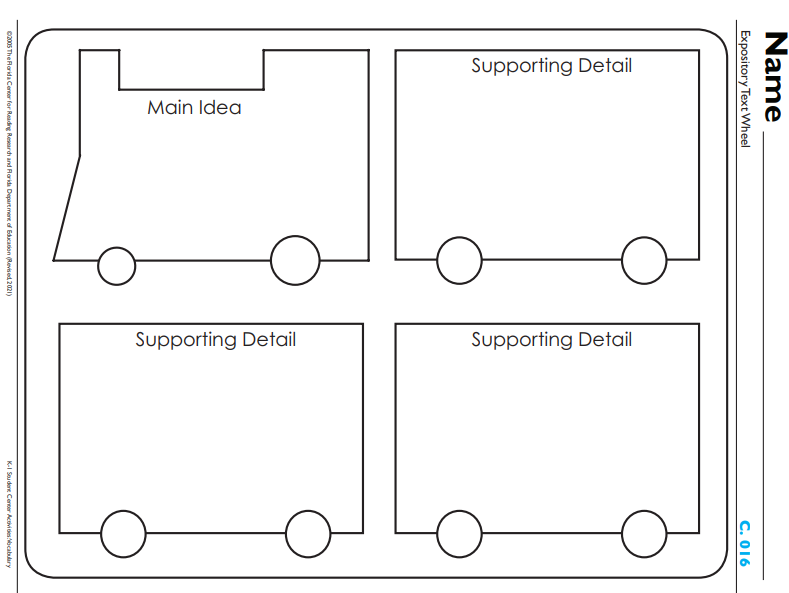 Name
Expository Text Wheel
C. 016
Main Idea
Supporting Detail
Supporting Detail
Supporting Detail
©2005 The Florida Center for Reading Research and Florida Department of Education (Revised, 2021)
K-1 Student Center Activities: Vocabulary